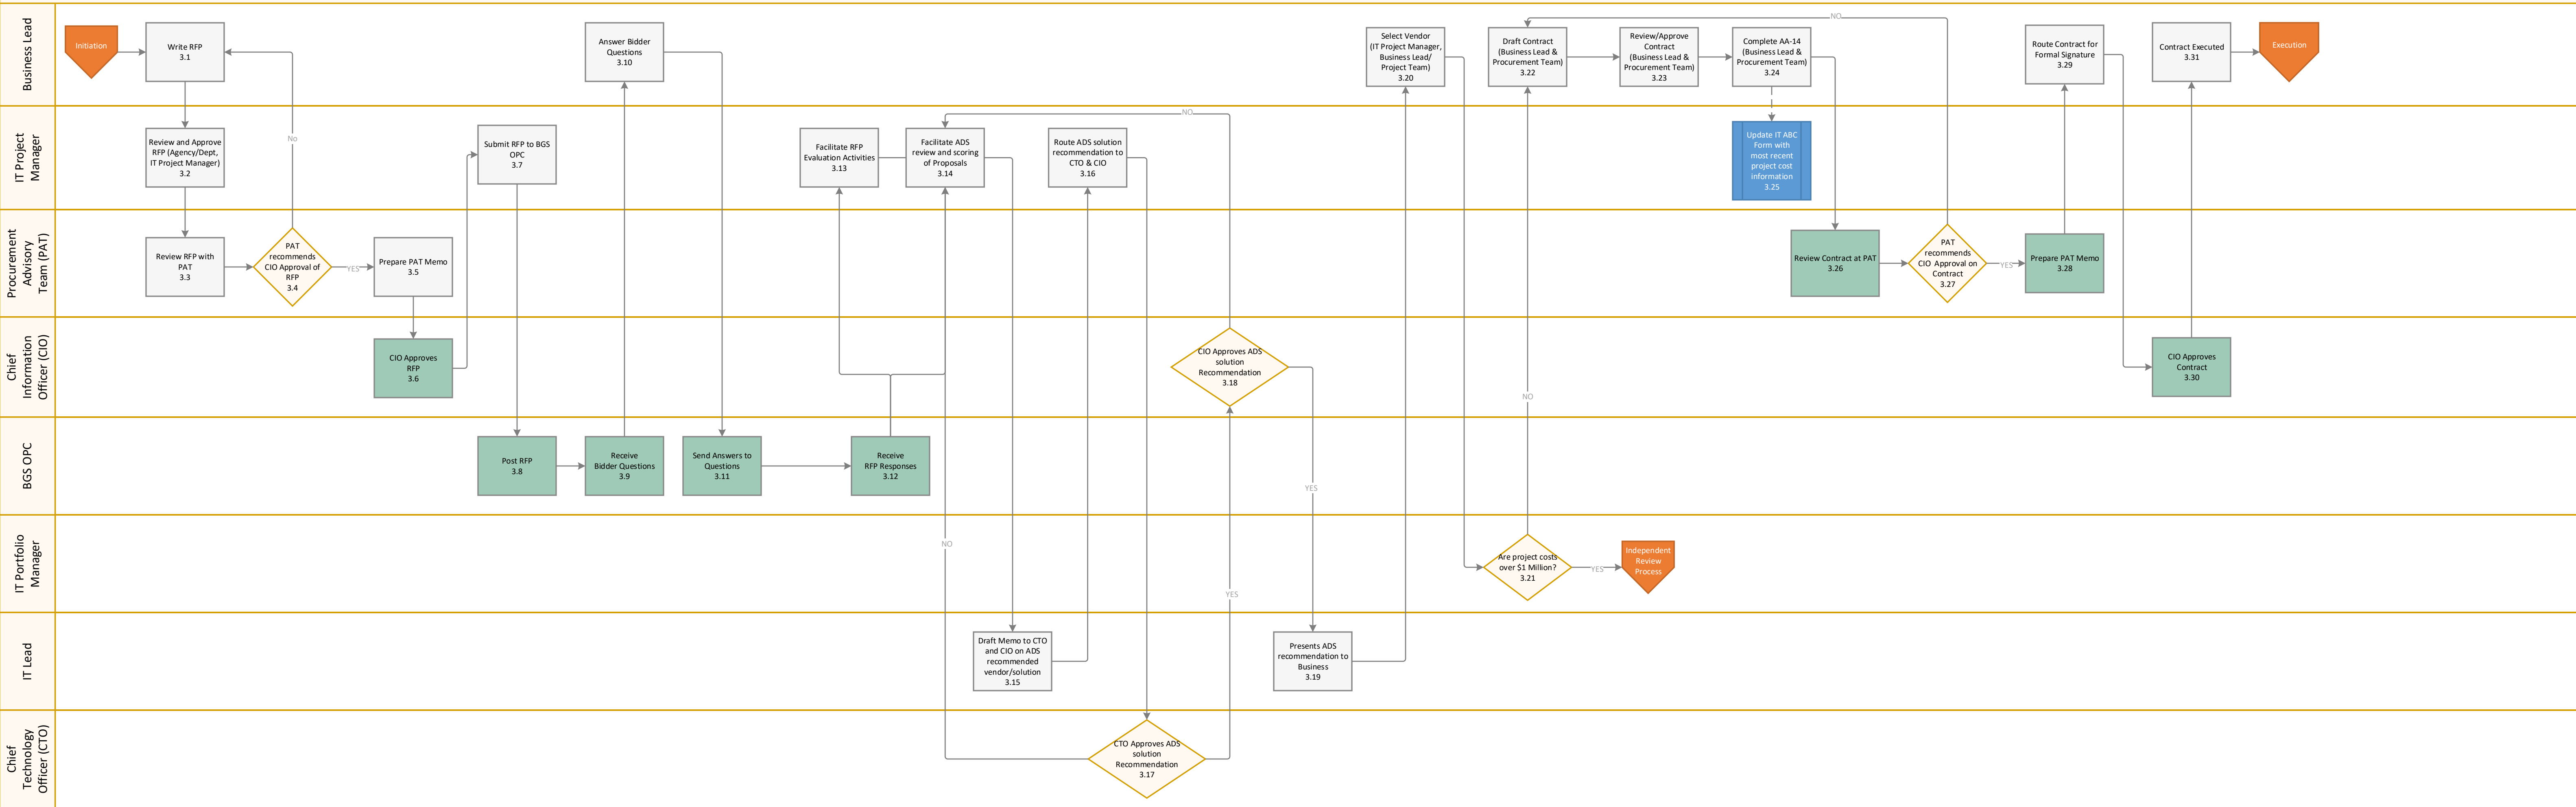 Business Lead
Initiation
Write RFP
3.1
Answer Bidder
Questions
3.10
Select Vendor
(IT Project Manager,
Business Lead/
Project Team)
3.20
NO
Draft Contract
(Business Lead &
Procurement Team)
3.22
Review/Approve
Contract
(Business Lead &
Procurement Team)
3.23
Complete AA-14
(Business Lead &
Procurement Team)
3.24
Route Contract for
Formal Signature
3.29
Contract Executed
3.31
Execution
IT Project
Manager
Review and Approve
RFP (Agency/Dept,
IT Project Manager)
3.2
No
Submit RFP to BGS
OPC
3.7
Facilitate RFP
Evaluation Activities
3.13
Facilitate ADS
review and scoring
of Proposals
3.14
Route ADS solution
recommendation to
CTO & CIO
3.16
NO
Update IT ABC
Form with
most recent
project cost
information
3.25
Procurement
Advisory
Team (PAT)
Review RFP with
PAT
3.3
PAT
recommends
CIO Approval of
RFP
3.4
YES
Prepare PAT Memo
3.5
Review Contract at PAT
3.26
PAT
recommends
CIO Approval on
Contract
3.27
YES
Prepare PAT Memo
3.28
Chief
Information
Officer (CIO)
CIO Approves
RFP
3.6
CIO Approves ADS
solution
Recommendation
3.18
NO
CIO Approves
Contract
3.30
BGS OPC
Post RFP
3.8
Receive
Bidder Questions
3.9
Send Answers to
Questions
3.11
Receive
RFP Responses
3.12
YES
IT Portfolio
Manager
NO
YES
Are project costs
over $1 Million?
3.21
YES
Independent
Review
Process
IT Lead
Draft Memo to CTO
and CIO on ADS
recommended
vendor/solution
3.15
Presents ADS
recommendation to
Business
3.19
Chief
Technology
Officer (CTO)
CTO Approves ADS
solution
Recommendation
3.17